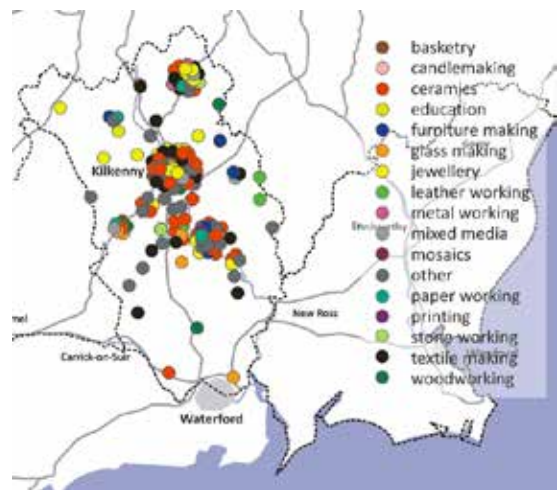 basketry
candlemaking
ceramics
education
furniture making
glass making
jewellery
leather working
metal working
mixed media
mosaics
other
paper working
printing
stone working
textile making
woodworking
Kilkenny
New Ross
mel
Carrick-on-Suir
Waterford